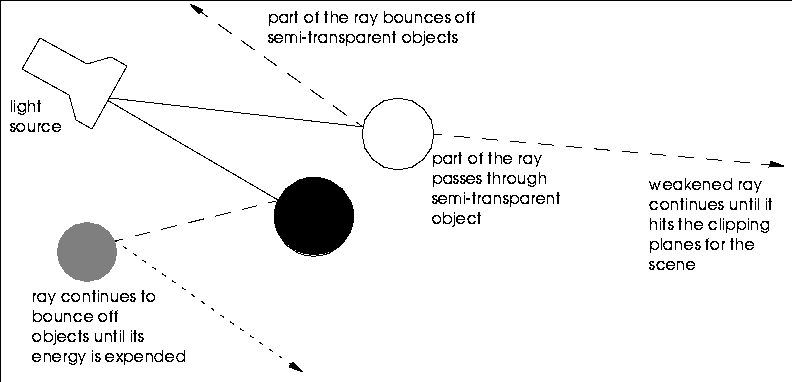 part of the ray bounces off
semi-transparent objects
light
source
part of the ray
passes through
semi-transparent
object
weakened ray
continues until it
hits the clipping
planes for the
scene
ray continues to
bounce off
objects until its
energy is expended